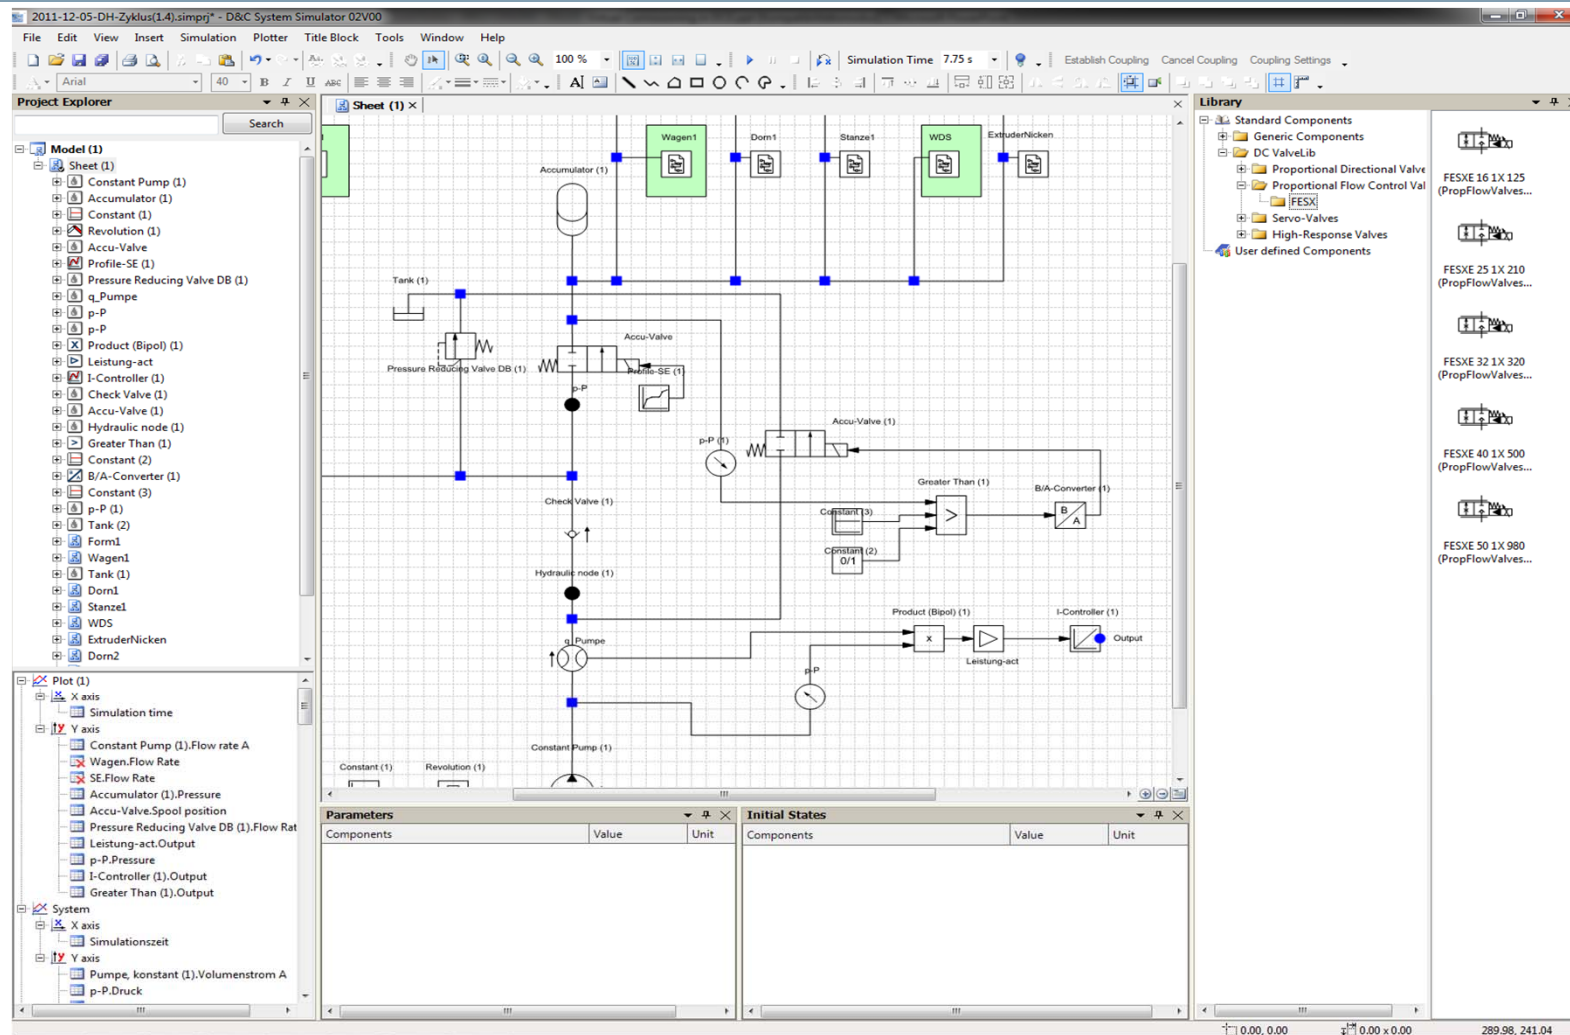 2011-12-05-DH-Zyklus(1.4).simprj* - D&C System Simulator 02V00
File Edit View Insert Simulation Plotter Title Block Tools Window Help
100 % Simulation Time 7.75 s Establish Coupling Cancel Coupling Coupling Settings
Arial 40 B I U ABC A
Project Explorer
Search
Model (1)
Sheet (1)
Constant Pump (1)
Accumulator (1)
Constant (1)
Revolution (1)
Accu-Valve
Profile-SE (1)
Pressure Reducing Valve DB (1)
q_Pumpe
p-P
p-P
Product (Bipol) (1)
Leistung-act
I-Controller (1)
Check Valve (1)
Accu-Valve (1)
Hydraulic node (1)
Greater Than (1)
Constant (2)
B/A-Converter (1)
Constant (3)
p-P (1)
Tank (2)
Form1
Wagen1
Tank (1)
Dorn1
Stanze1
WDS
ExtruderNicken
Dorn2
Plot (1)
X axis
Simulation time
Y axis
Constant Pump (1).Flow rate A
Wagen.Flow Rate
SE.Flow Rate
Accumulator (1).Pressure
Accu-Valve.Spool position
Pressure Reducing Valve DB (1).Flow Rat
Leistung-act.Output
p-P.Pressure
I-Controller (1).Output
Greater Than (1).Output
System
X axis
Simulationszeit
Y axis
Pumpe, konstant (1).Volumenstrom A
p-P.Druck
Sheet (1)
Wagen1 Dorn1 Stanze1 WDS ExtruderNicken
Accumulator (1)
Tank (1)
Accu-Valve
Pressure Reducing Valve DB (1)
Profile-SE (1)
p-P
Accu-Valve (1)
p-P (1)
Greater Than (1)
B/A-Converter (1)
Check Valve (1)
Constant (3)
>
B
A
Constant (2)
0/1
Hydraulic node (1)
Product (Bipol) (1)
I-Controller (1)
q_Pumpe
x
Output
Leistung-act
p-P
Constant Pump (1)
Constant (1)
Revolution (1)
Parameters
Components Value Unit
Initial States
Components Value Unit
Library
Standard Components
Generic Components
DC ValveLib
Proportional Directional Valve
Proportional Flow Control Val
FESX
Servo-Valves
High-Response Valves
User defined Components
FESXE 16 1X 125
(PropFlowValves...
FESXE 25 1X 210
(PropFlowValves...
FESXE 32 1X 320
(PropFlowValves...
FESXE 40 1X 500
(PropFlowValves...
FESXE 50 1X 980
(PropFlowValves...
0.00, 0.00 0.00 x 0.00 289.98, 241.04